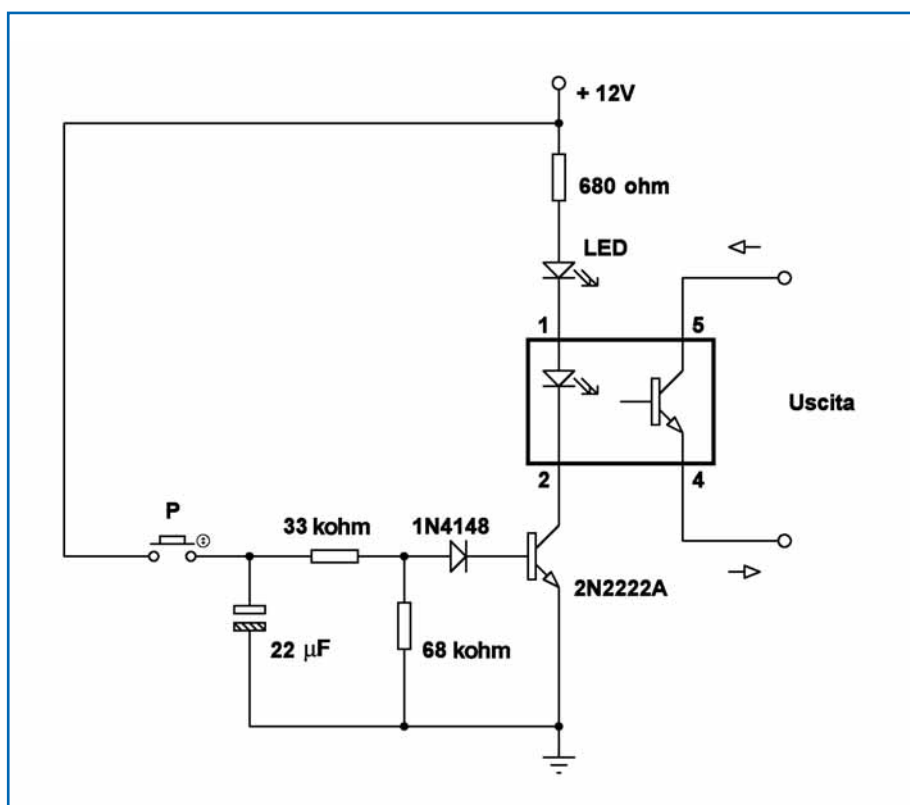 + 12V
680 ohm
LED
1
5
Uscita
2
4
P
33 kohm
1N4148
2N2222A
22 µF
68 kohm